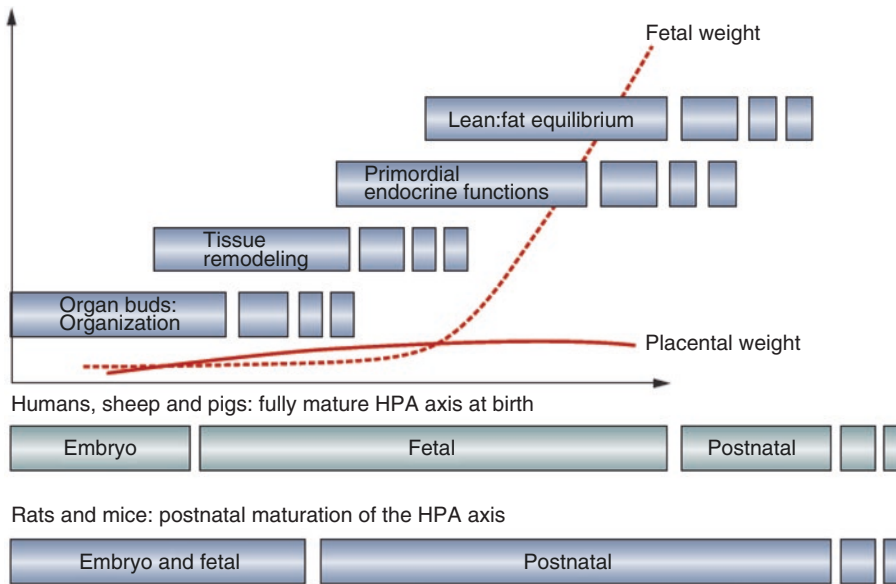 Fetal weight
Lean:fat equilibrium
Primordial
endocrine functions
Tissue
remodeling
Organ buds:
Organization
Placental weight
Humans, sheep and pigs: fully mature HPA axis at birth
Embryo
Fetal
Postnatal
Rats and mice: postnatal maturation of the HPA axis
Embryo and fetal
Postnatal